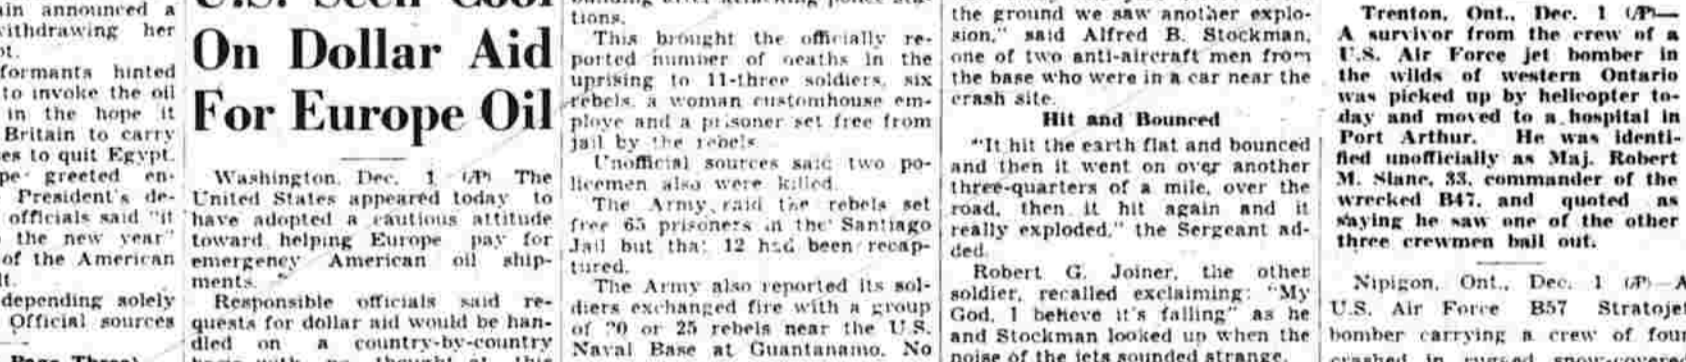 ain announced a
withdrawing her
pt.
formants hinted
to invoke the oil
in the hope it
Britain to carry
es to quit Egypt.
pe greeted en-
President's de-
officials said "it
the new year"
of the American
lt.
depending solely
Official sources
Page Three)
U.S. Seen Cool
On Dollar Aid
For Europe Oil
Washington, Dec. 1 (AP) The
United States appeared today to
have adopted a cautious attitude
toward helping Europe pay for
emergency American oil ship-
ments.
Responsible officials said re-
quests for dollar aid would be han-
dled on a country-by-country
tions.
This brought the officially re-
ported number of deaths in the
uprising to 11-three soldiers, six
rebels, a woman customhouse em-
ploye and a prisoner set free from
jail by the rebels.
Unofficial sources said two po-
licemen also were killed.
The Army said the rebels set
free 65 prisoners in the Santiago
Jail but that 12 had been recap-
tured.
The Army also reported its sol-
diers exchanged fire with a group
of 20 or 25 rebels near the U.S.
Naval Base at Guantanamo. No
the ground we saw another explo-
sion," said Alfred B. Stockman,
one of two anti-aircraft men from
the base who were in a car near the
crash site.
Hit and Bounced
"It hit the earth flat and bounced
and then it went on over another
three-quarters of a mile, over the
road, then it hit again and it
really exploded," the Sergeant ad-
ded.
Robert G. Joiner, the other
soldier, recalled exclaiming: "My
God, I believe it's falling" as he
and Stockman looked up when the
noise of the jets sounded strange.
Trenton, Ont., Dec. 1 (AP)—
A survivor from the crew of a
U.S. Air Force jet bomber in
the wilds of western Ontario
was picked up by helicopter to-
day and moved to a hospital in
Port Arthur. He was identi-
fied unofficially as Maj. Robert
M. Slane, 33, commander of the
wrecked B47, and quoted as
saying he saw one of the other
three crewmen bail out.
Nipigon, Ont., Dec. 1 (AP)—A
U.S. Air Force B57 Stratojet
bomber carrying a crew of four
crashed in rugged snow-covered